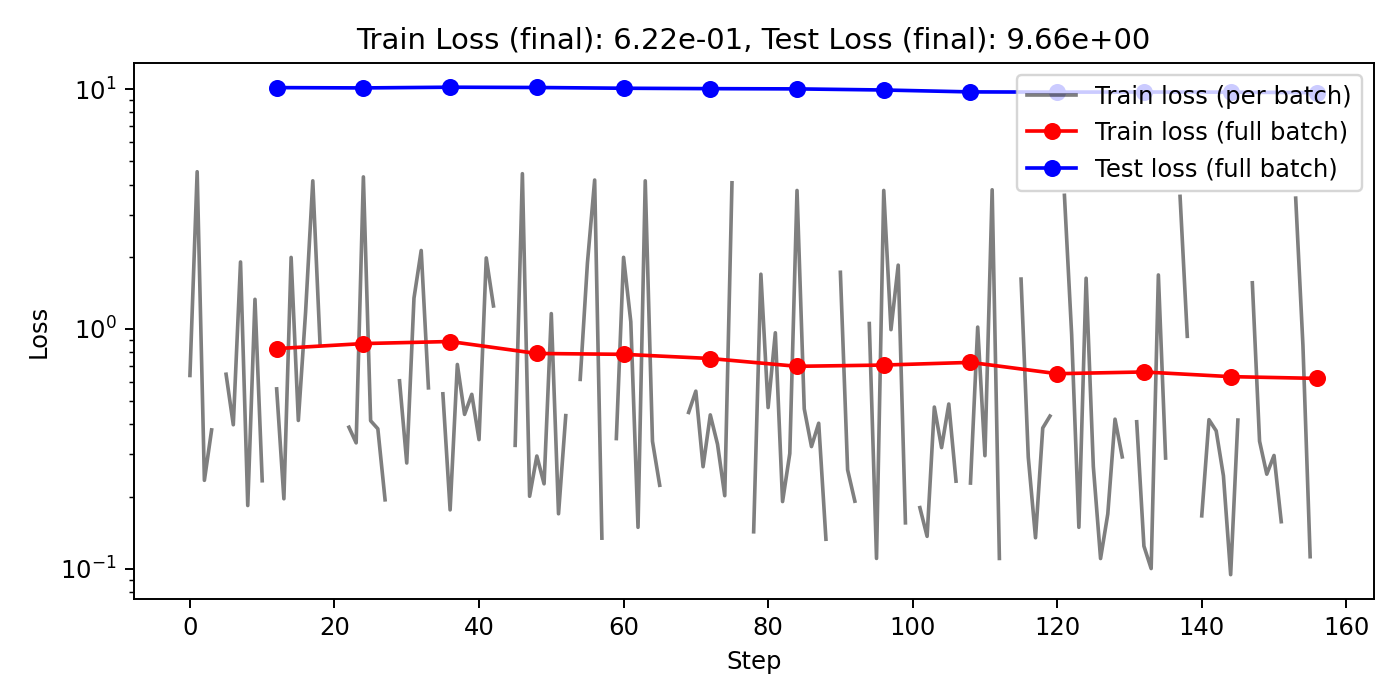 Train Loss (final): 6.22e-01, Test Loss (final): 9.66e+00
Loss
10¹
10⁰
10⁻¹
Train loss (per batch)
Train loss (full batch)
Test loss (full batch)
0 20 40 60 80 100 120 140 160
Step